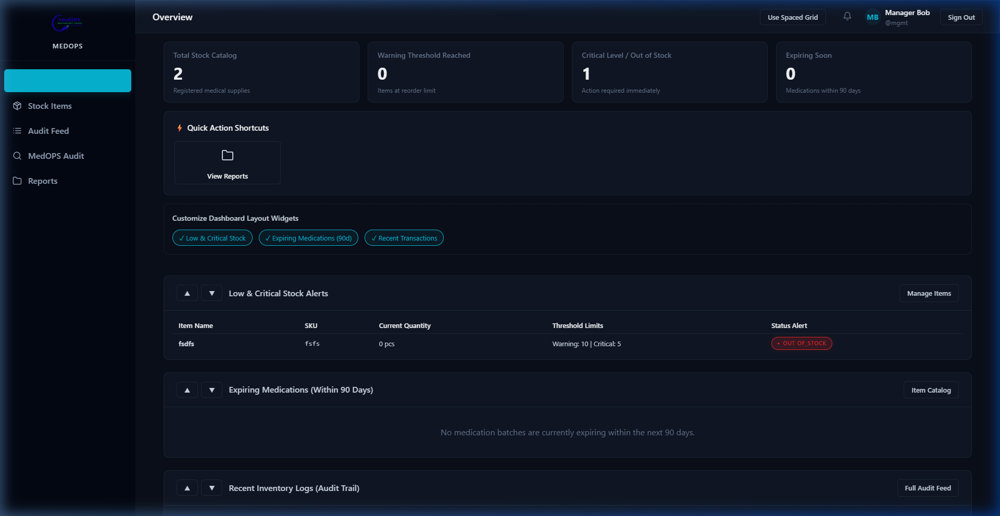 MedOPS
MANAGEMENT GROUP
MEDOPS
Stock Items
Audit Feed
MedOPS Audit
Reports
Overview
Use Spaced Grid
MB
Manager Bob
@mgmt
Sign Out
Total Stock Catalog
2
Registered medical supplies
Warning Threshold Reached
0
Items at reorder limit
Critical Level / Out of Stock
1
Action required immediately
Expiring Soon
0
Medications within 90 days
Quick Action Shortcuts
View Reports
Customize Dashboard Layout Widgets
✓ Low & Critical Stock
✓ Expiring Medications (90d)
✓ Recent Transactions
▲ ▼ Low & Critical Stock Alerts
Manage Items
Item Name SKU Current Quantity Threshold Limits Status Alert
fsdfs fsfs 0 pcs Warning: 10 | Critical: 5 • OUT OF_STOCK
▲ ▼ Expiring Medications (Within 90 Days)
Item Catalog
No medication batches are currently expiring within the next 90 days.
▲ ▼ Recent Inventory Logs (Audit Trail)
Full Audit Feed